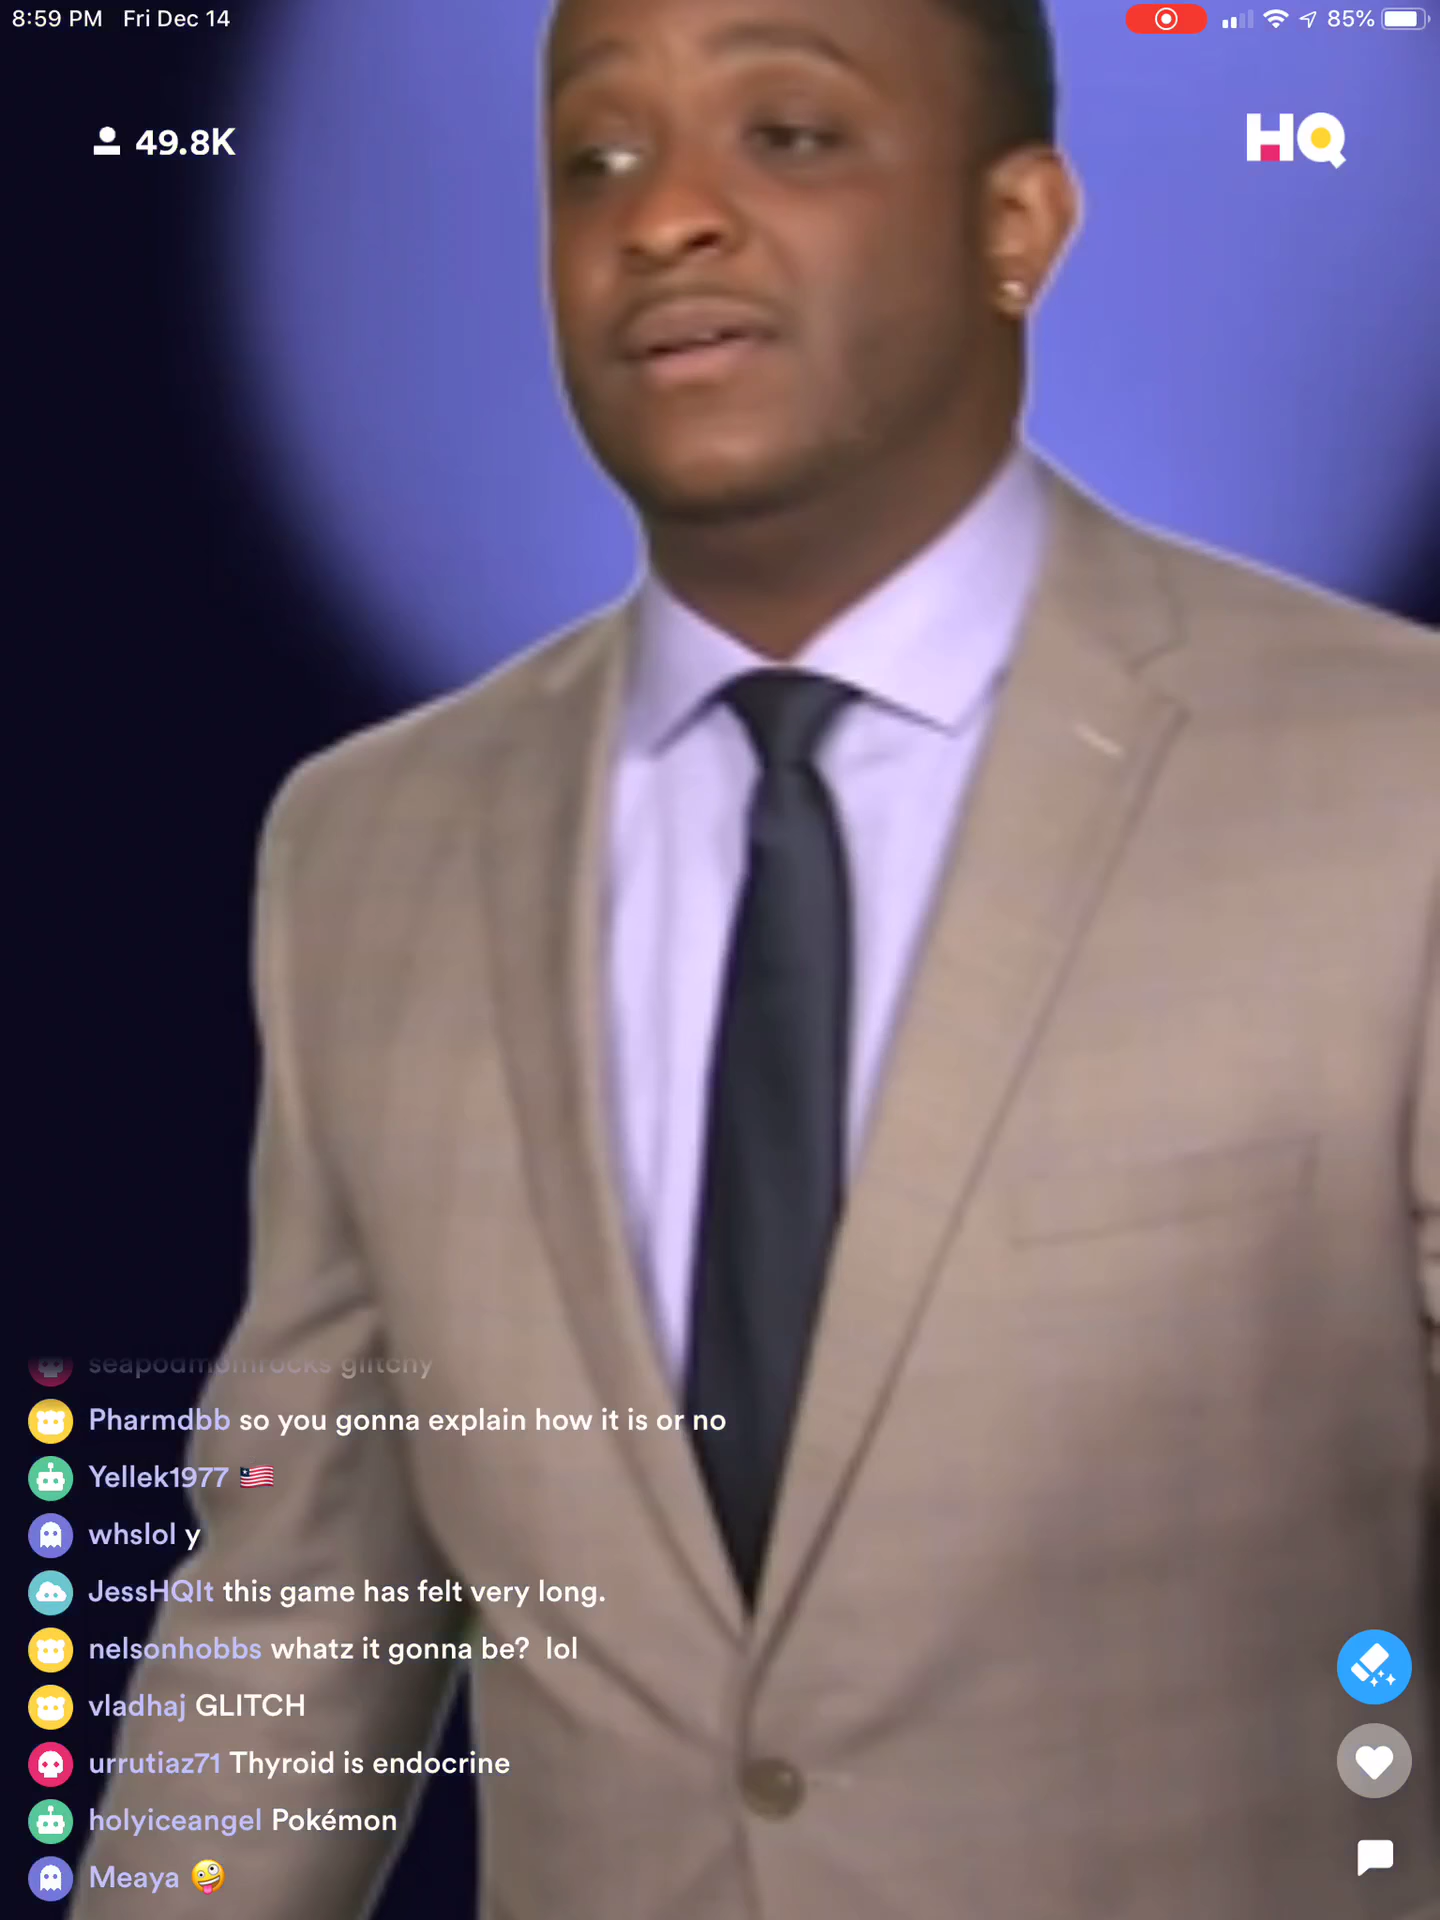 8:59 PM Fri Dec 14 85%
49.8K HQ
seapodmomrocks glitchy
Pharmdbb so you gonna explain how it is or no
Yellek1977 🇱🇷
whslol y
JessHQIt this game has felt very long.
nelsonhobbs whatz it gonna be? lol
vladhaj GLITCH
urrutiaz71 Thyroid is endocrine
holyiceangel Pokémon
Meaya 🤪